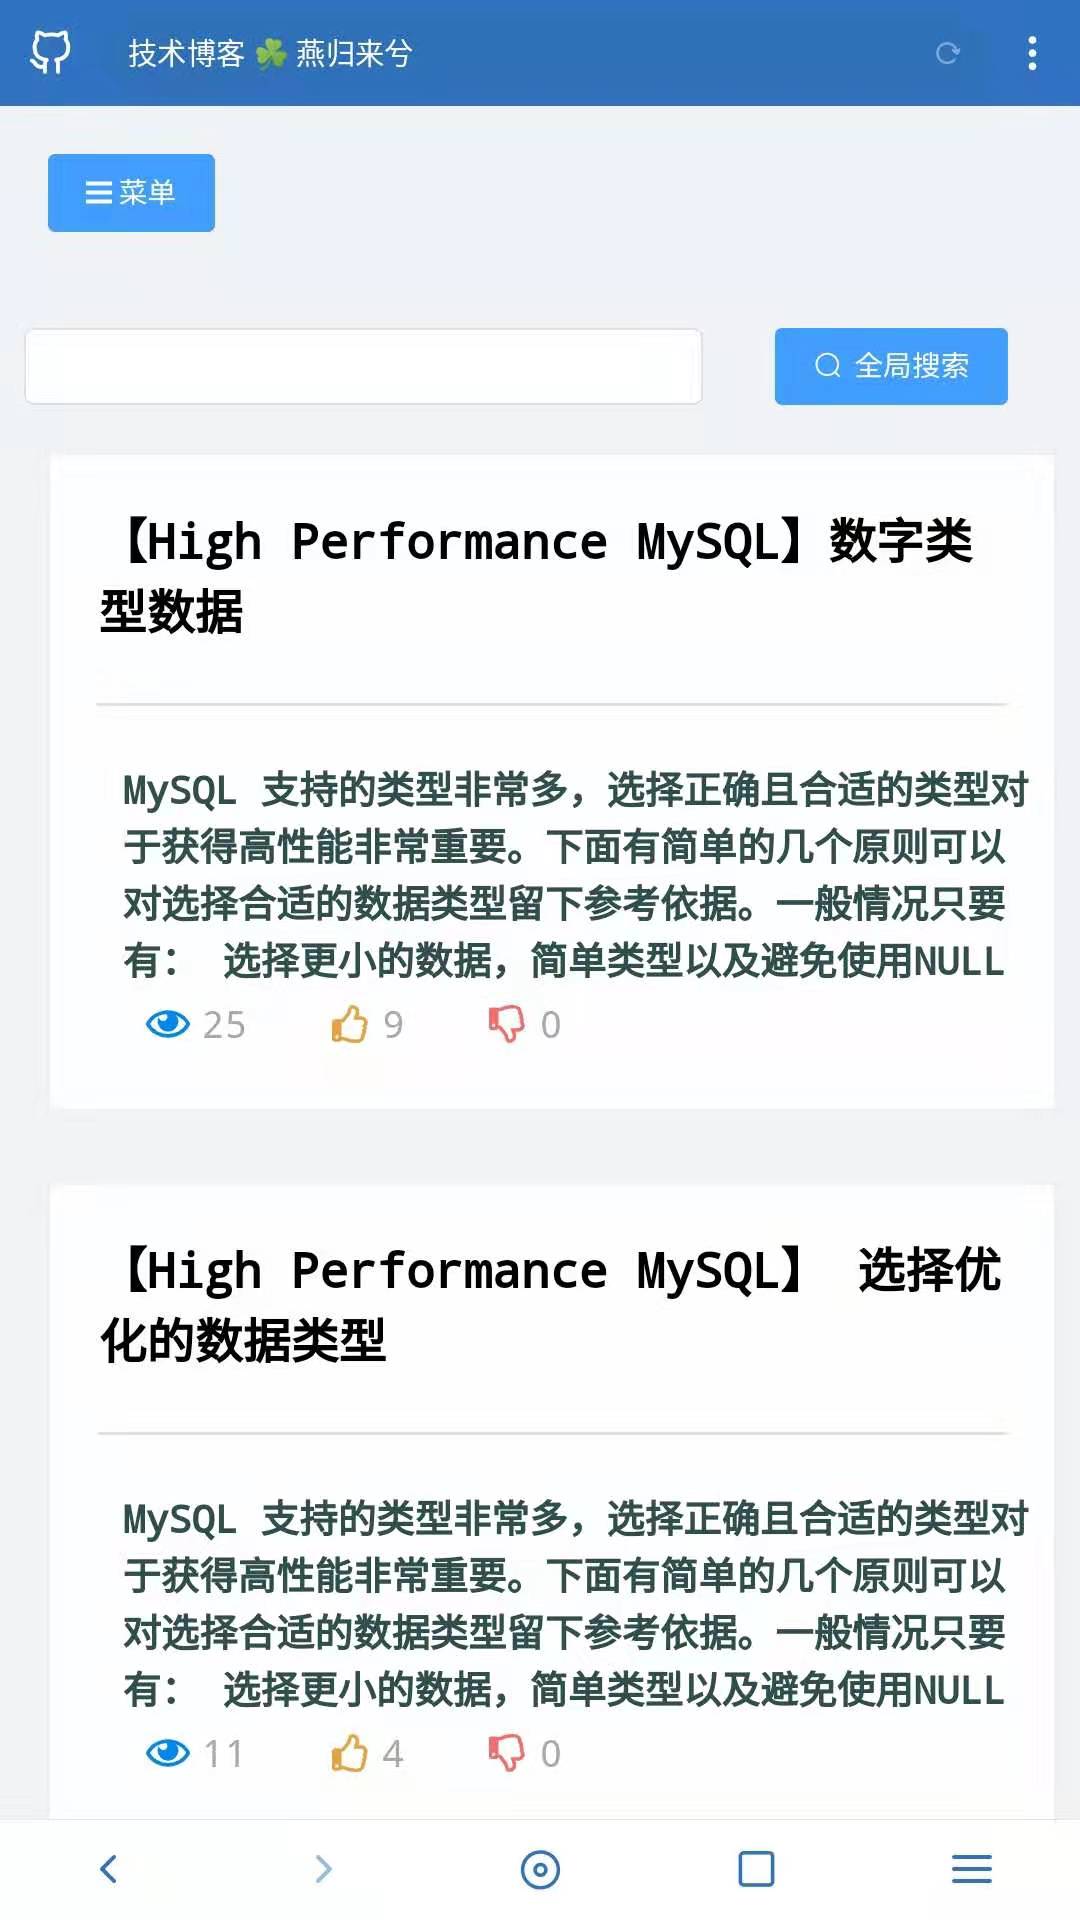 技术博客 ☘️ 燕归来兮
菜单
全局搜索
【High Performance MySQL】数字类
型数据
MySQL 支持的类型非常多，选择正确且合适的类型对
于获得高性能非常重要。下面有简单的几个原则可以
对选择合适的数据类型留下参考依据。一般情况只要
有： 选择更小的数据，简单类型以及避免使用NULL
25 9 0
【High Performance MySQL】 选择优
化的数据类型
MySQL 支持的类型非常多，选择正确且合适的类型对
于获得高性能非常重要。下面有简单的几个原则可以
对选择合适的数据类型留下参考依据。一般情况只要
有： 选择更小的数据，简单类型以及避免使用NULL
11 4 0